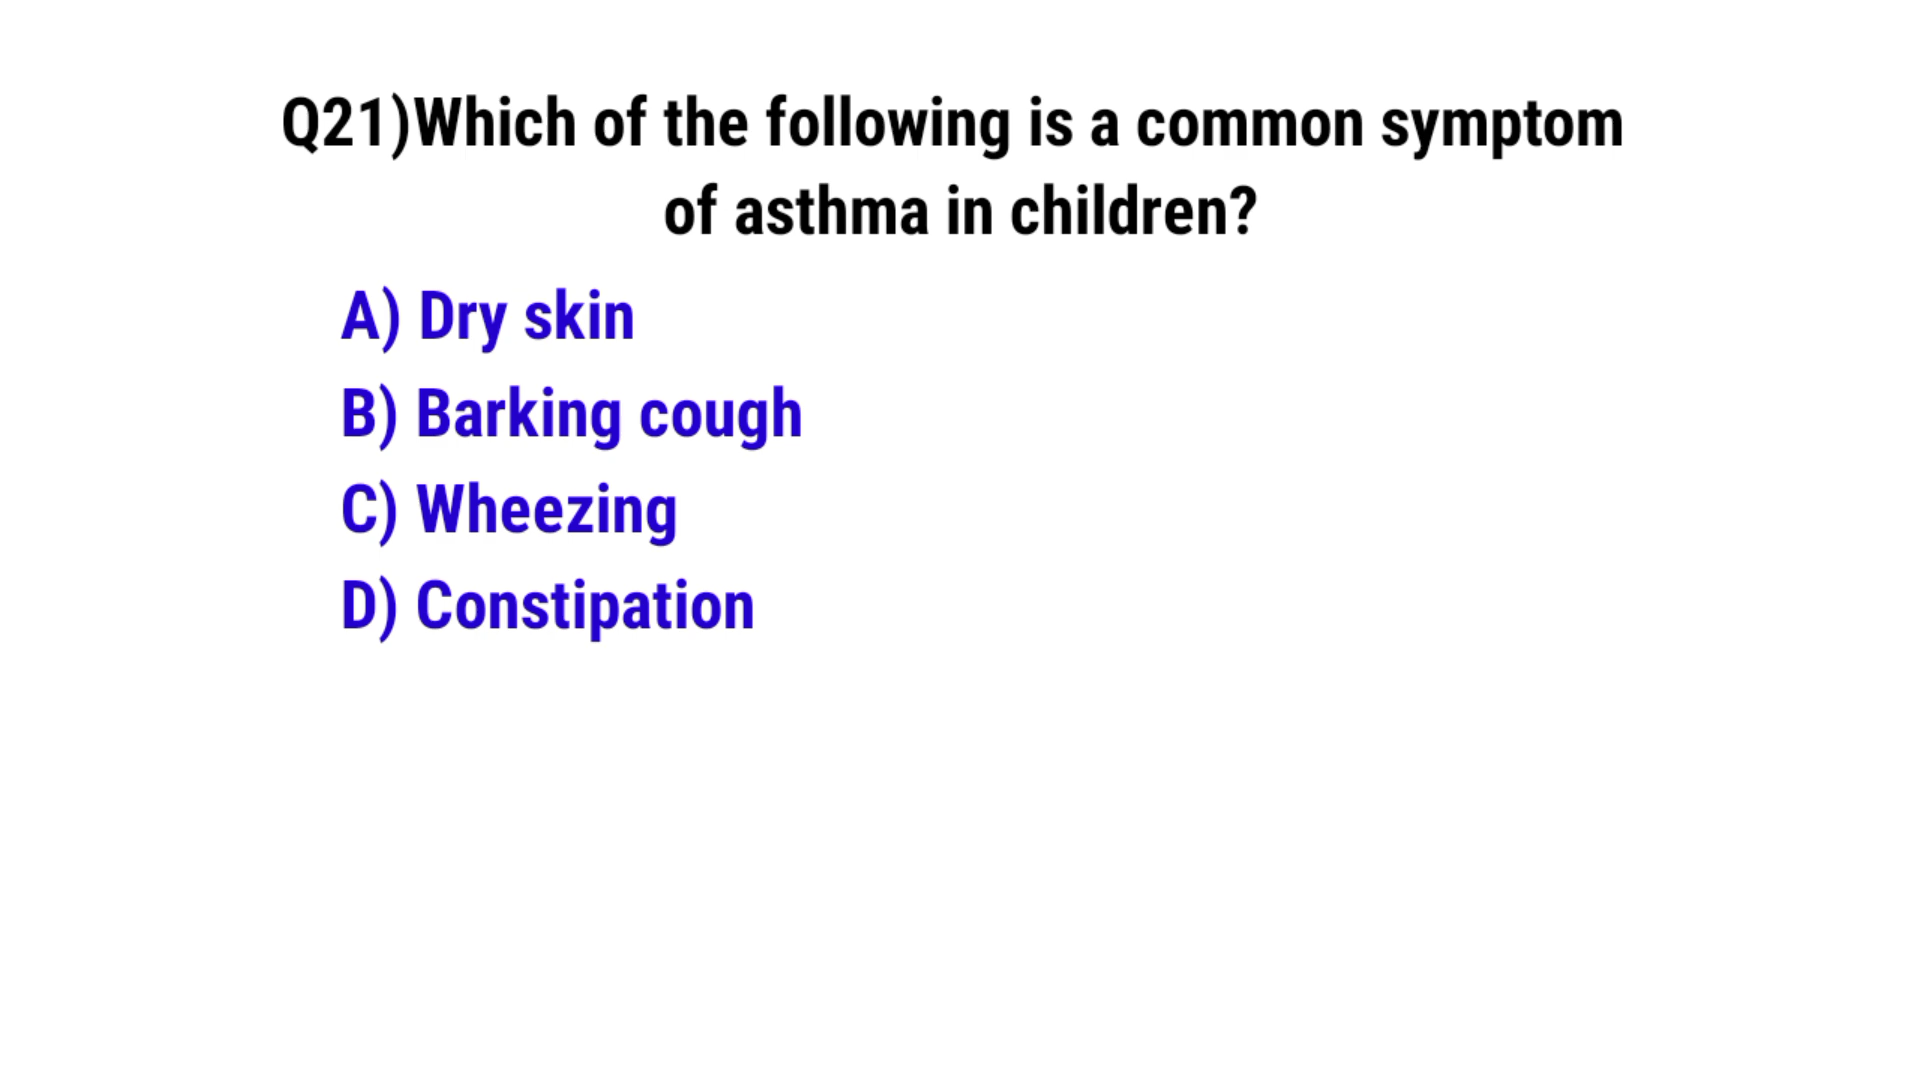 Q21)Which of the following is a common symptom
of asthma in children?
A) Dry skin
B) Barking cough
C) Wheezing
D) Constipation